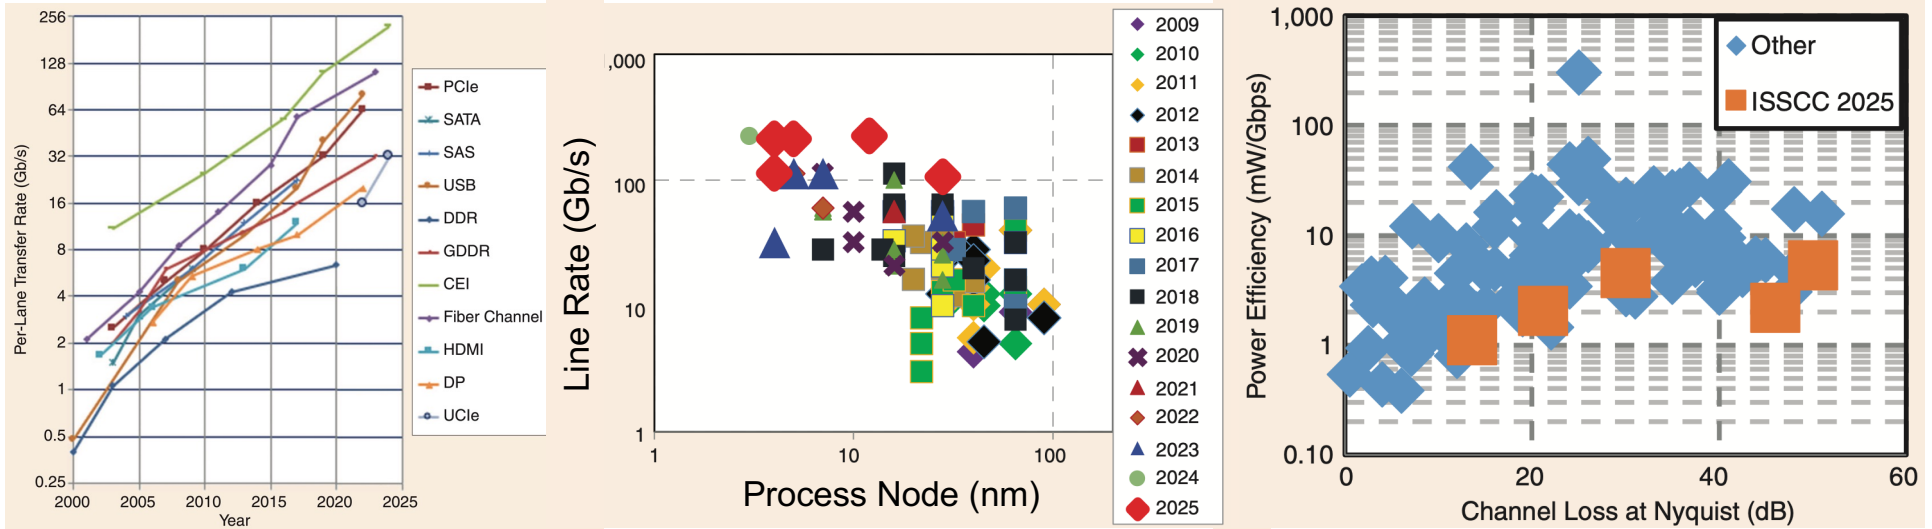 256
128
64
32
16
8
4
2
1
0.5
0.25
2000
2005
2010
2015
2020
2025
Year
Per-Lane Transfer Rate (Gb/s)
PCIe
SATA
SAS
USB
DDR
GDDR
CEI
Fiber Channel
HDMI
DP
UCIe
,000
100
10
1
1
10
100
Process Node (nm)
Line Rate (Gb/s)
2009
2010
2011
2012
2013
2014
2015
2016
2017
2018
2019
2020
2021
2022
2023
2024
2025
1,000
100
10
1
0.10
0
20
40
60
Channel Loss at Nyquist (dB)
Power Efficiency (mW/Gbps)
Other
ISSCC 2025